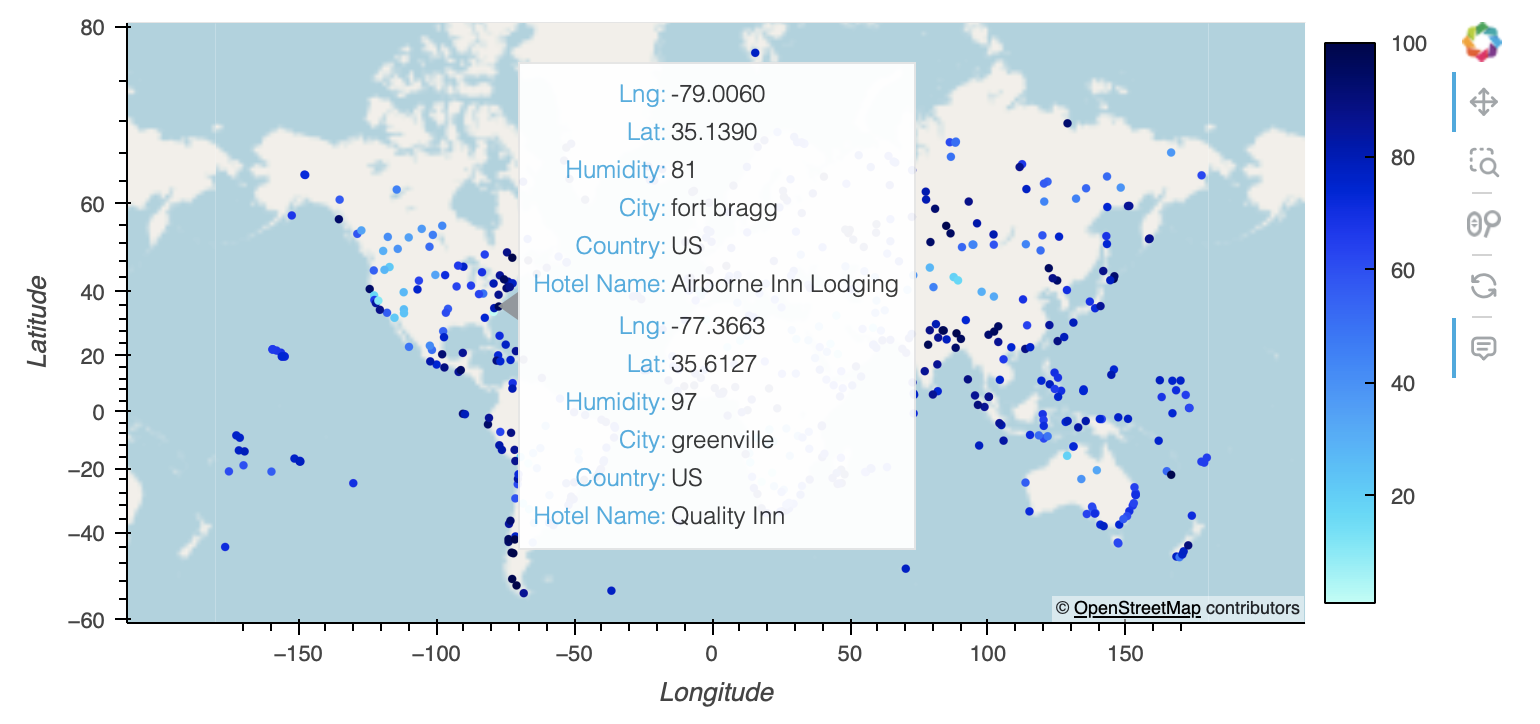 80
60
40
20
0
−20
−40
−60
Latitude
Lng: -79.0060
Lat: 35.1390
Humidity: 81
City: fort bragg
Country: US
Hotel Name: Airborne Inn Lodging
Lng: -77.3663
Lat: 35.6127
Humidity: 97
City: greenville
Country: US
Hotel Name: Quality Inn
© OpenStreetMap contributors
−150
−100
−50
0
50
100
150
Longitude
100
80
60
40
20